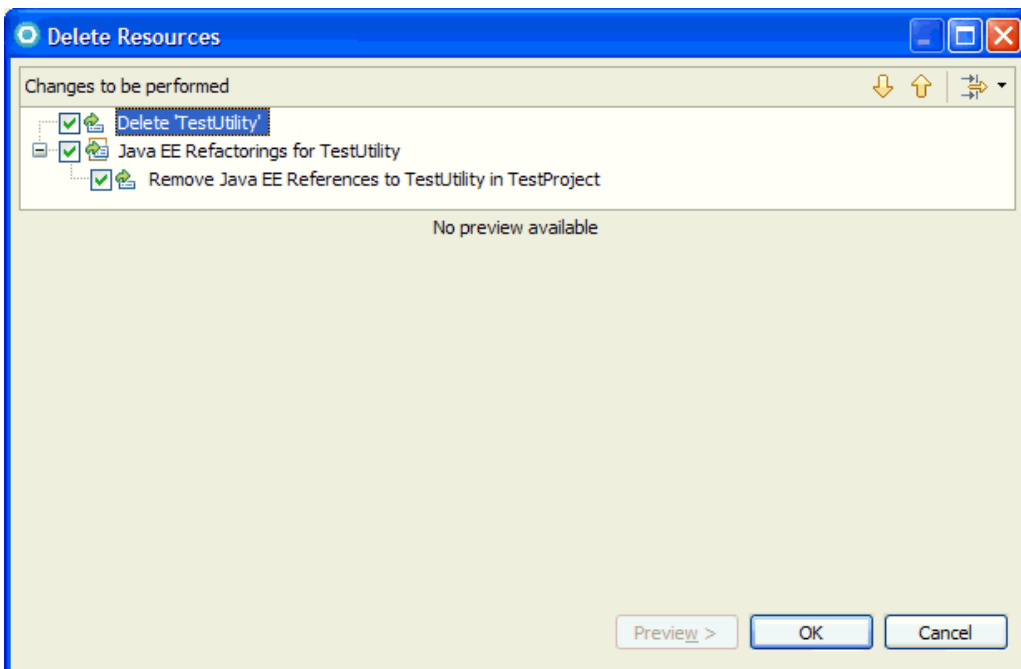 Delete Resources
Changes to be performed
Delete 'TestUtility'
Java EE Refactorings for TestUtility
Remove Java EE References to TestUtility in TestProject
No preview available
Preview >
OK
Cancel